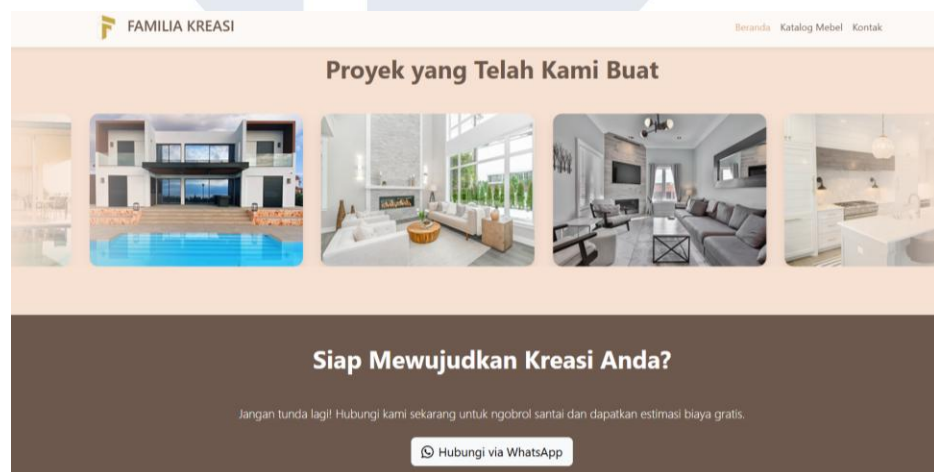 FAMILIA KREASI
Beranda Katalog Mebel Kontak
Proyek yang Telah Kami Buat
Siap Mewujudkan Kreasi Anda?
Jangan tunda lagi! Hubungi kami sekarang untuk ngobrol santai dan dapatkan estimasi biaya gratis.
Hubungi via WhatsApp